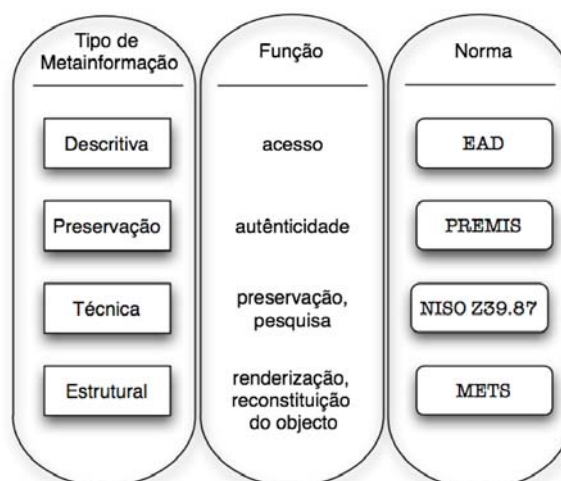 Tipo de
Metainformação
Função
Norma
Descritiva
acesso
EAD
Preservação
autênticidade
PREMIS
Técnica
preservação,
pesquisa
NISO Z39.87
Estrutural
renderização,
reconstituição
do objecto
METS